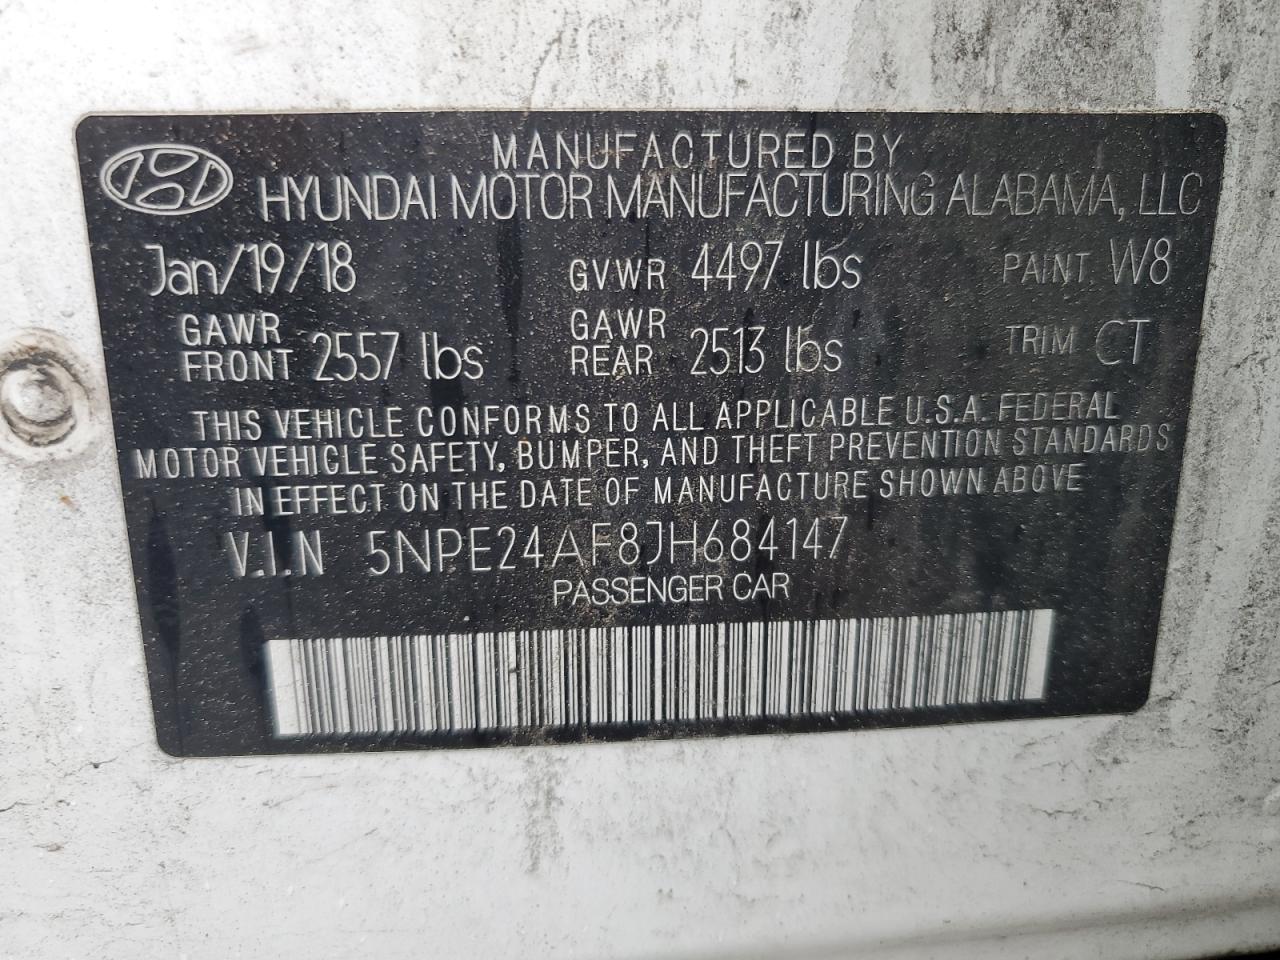 MANUFACTURED BY
HYUNDAI MOTOR MANUFACTURING ALABAMA, LLC
Jan/19/18 GVWR 4497 lbs PAINT W8
GAWR FRONT 2557 lbs GAWR REAR 2513 lbs TRIM CT
THIS VEHICLE CONFORMS TO ALL APPLICABLE U.S.A. FEDERAL
MOTOR VEHICLE SAFETY, BUMPER, AND THEFT PREVENTION STANDARDS
IN EFFECT ON THE DATE OF MANUFACTURE SHOWN ABOVE
V.I.N 5NPE24AF8JH684147
PASSENGER CAR